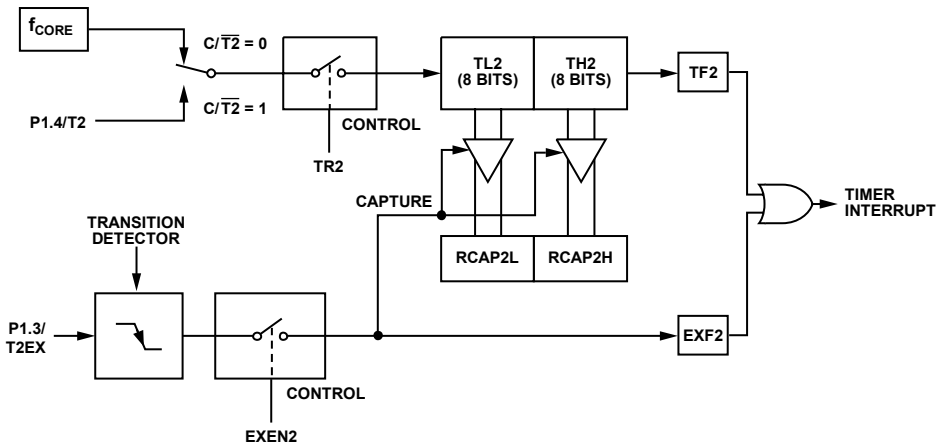 fCORE
C/T2̅ = 0
C/T2̅ = 1
P1.4/T2
CONTROL
TR2
TL2
(8 BITS)
TH2
(8 BITS)
TF2
CAPTURE
TIMER
INTERRUPT
TRANSITION
DETECTOR
RCAP2L
RCAP2H
P1.3/
T2EX
CONTROL
EXEN2
EXF2